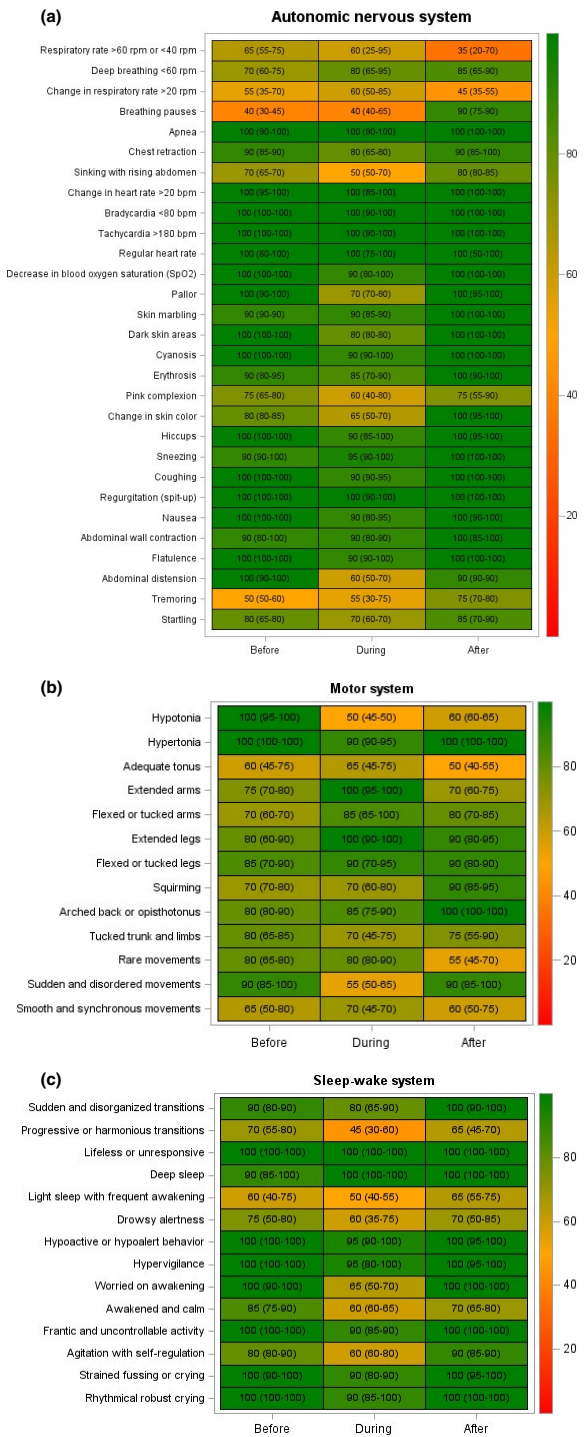 (a) Autonomic nervous system
Respiratory rate >60 rpm or <40 rpm 65 (55-75) 60 (25-95) 35 (20-70)
Deep breathing <60 rpm 70 (60-75) 80 (65-95) 85 (65-90)
Change in respiratory rate >20 rpm 55 (35-70) 60 (50-85) 45 (35-55)
Breathing pauses 40 (30-45) 40 (40-65) 90 (75-90)
Apnea 100 (90-100) 100 (90-100) 100 (100-100)
Chest retraction 90 (85-90) 80 (65-80) 90 (85-100)
Sinking with rising abdomen 70 (65-70) 50 (50-70) 80 (80-85)
Change in heart rate >20 bpm 100 (95-100) 100 (85-100) 100 (100-100)
Bradycardia <80 bpm 100 (100-100) 100 (90-100) 100 (100-100)
Tachycardia >180 bpm 100 (100-100) 100 (90-100) 100 (100-100)
Regular heart rate 100 (60-100) 100 (75-100) 100 (50-100)
Decrease in blood oxygen saturation (SpO2) 100 (100-100) 90 (80-100) 100 (100-100)
Pallor 100 (90-100) 70 (70-80) 100 (95-100)
Skin marbling 90 (90-90) 90 (85-90) 100 (90-100)
Dark skin areas 100 (100-100) 80 (80-80) 100 (100-100)
Cyanosis 100 (100-100) 90 (90-100) 100 (100-100)
Erythrosis 90 (80-95) 85 (70-90) 100 (90-100)
Pink complexion 75 (65-80) 60 (40-80) 75 (55-90)
Change in skin color 80 (80-85) 65 (50-70) 100 (95-100)
Hiccups 100 (100-100) 90 (85-100) 100 (95-100)
Sneezing 90 (90-100) 95 (90-100) 100 (100-100)
Coughing 100 (100-100) 90 (90-95) 100 (100-100)
Regurgitation (spit-up) 100 (100-100) 100 (90-100) 100 (100-100)
Nausea 100 (100-100) 90 (80-95) 100 (90-100)
Abdominal wall contraction 90 (80-100) 90 (80-90) 100 (85-100)
Flatulence 100 (100-100) 90 (90-100) 100 (100-100)
Abdominal distension 100 (90-100) 60 (50-70) 90 (90-90)
Tremoring 50 (50-60) 55 (30-75) 75 (70-80)
Startling 80 (65-80) 70 (60-70) 85 (70-90)
Before During After
80
60
40
20
(b) Motor system
Hypotonia 100 (95-100) 50 (45-50) 60 (60-65)
Hypertonia 100 (100-100) 90 (90-95) 100 (100-100)
Adequate tonus 60 (45-75) 65 (45-75) 50 (40-55)
Extended arms 75 (70-80) 100 (95-100) 70 (60-75)
Flexed or tucked arms 70 (60-70) 85 (65-100) 80 (70-85)
Extended legs 80 (60-90) 100 (90-100) 90 (80-95)
Flexed or tucked legs 85 (70-90) 90 (70-95) 90 (80-90)
Squirming 70 (70-80) 70 (60-80) 90 (85-95)
Arched back or opisthotonus 80 (80-90) 85 (75-90) 100 (100-100)
Tucked trunk and limbs 80 (65-85) 70 (45-75) 75 (55-90)
Rare movements 80 (65-80) 80 (80-90) 55 (45-70)
Sudden and disordered movements 90 (85-100) 55 (50-65) 90 (85-100)
Smooth and synchronous movements 65 (50-80) 70 (45-70) 60 (50-75)
Before During After
80
60
40
20
(c) Sleep-wake system
Sudden and disorganized transitions 90 (80-90) 80 (65-90) 100 (90-100)
Progressive or harmonious transitions 70 (55-80) 45 (30-60) 65 (45-70)
Lifeless or unresponsive 100 (100-100) 100 (100-100) 100 (100-100)
Deep sleep 90 (85-100) 100 (100-100) 100 (100-100)
Light sleep with frequent awakening 60 (40-75) 50 (40-55) 65 (55-75)
Drowsy alertness 75 (50-80) 60 (35-75) 70 (50-85)
Hypoactive or hypoalert behavior 100 (100-100) 95 (90-100) 100 (95-100)
Hypervigilance 100 (100-100) 95 (80-100) 100 (95-100)
Worried on awakening 100 (90-100) 65 (50-70) 100 (100-100)
Awakened and calm 85 (75-90) 60 (60-65) 70 (65-80)
Frantic and uncontrollable activity 100 (100-100) 90 (85-90) 100 (100-100)
Agitation with self-regulation 80 (80-90) 60 (60-80) 90 (85-90)
Strained fussing or crying 100 (90-100) 90 (80-90) 100 (95-100)
Rhythmical robust crying 100 (100-100) 90 (85-100) 100 (100-100)
Before During After
80
60
40
20